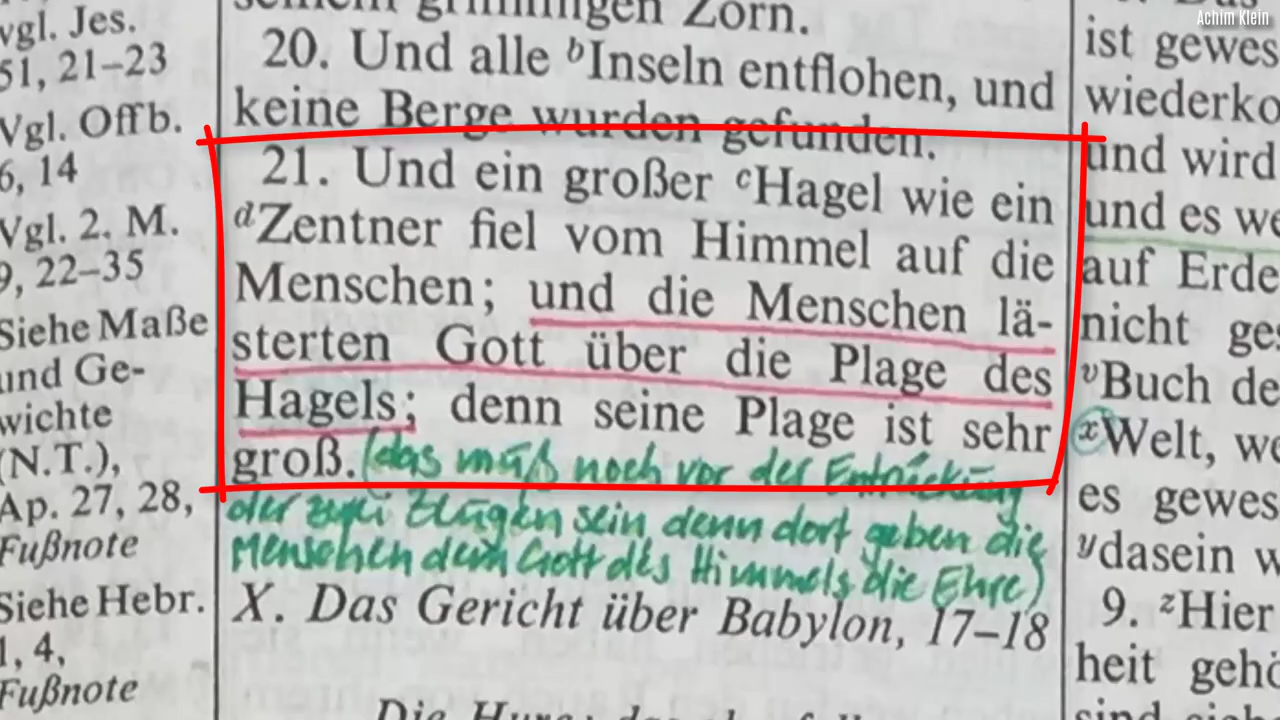 Achim Klein
vgl. Jes.
51, 21–23
Vgl. Offb.
6, 14
Vgl. 2. M.
9, 22–35
Siehe Maße
und Ge-
wichte
(N.T.),
Ap. 27, 28,
Fußnote
Siehe Hebr.
1, 4,
Fußnote
seinem grimmigen Zorn.
20. Und alle ᵇInseln entflohen, und
keine Berge wurden gefunden.
21. Und ein großer ᶜHagel wie ein
ᵈZentner fiel vom Himmel auf die
Menschen; und die Menschen lä-
sterten Gott über die Plage des
Hagels; denn seine Plage ist sehr
groß. (das muß noch vor der Entrückung
der zwei Zeugen sein denn dort geben die
Menschen dem Gott des Himmels die Ehre)
X. Das Gericht über Babylon, 17–18
ist gewes
wiederko
und wird
und es we
auf Erde
nicht ges
ᵛBuch de
ˣWelt, we
es gewes
ʸdasein w
9. ᶻHier
heit gehö
sind sieb